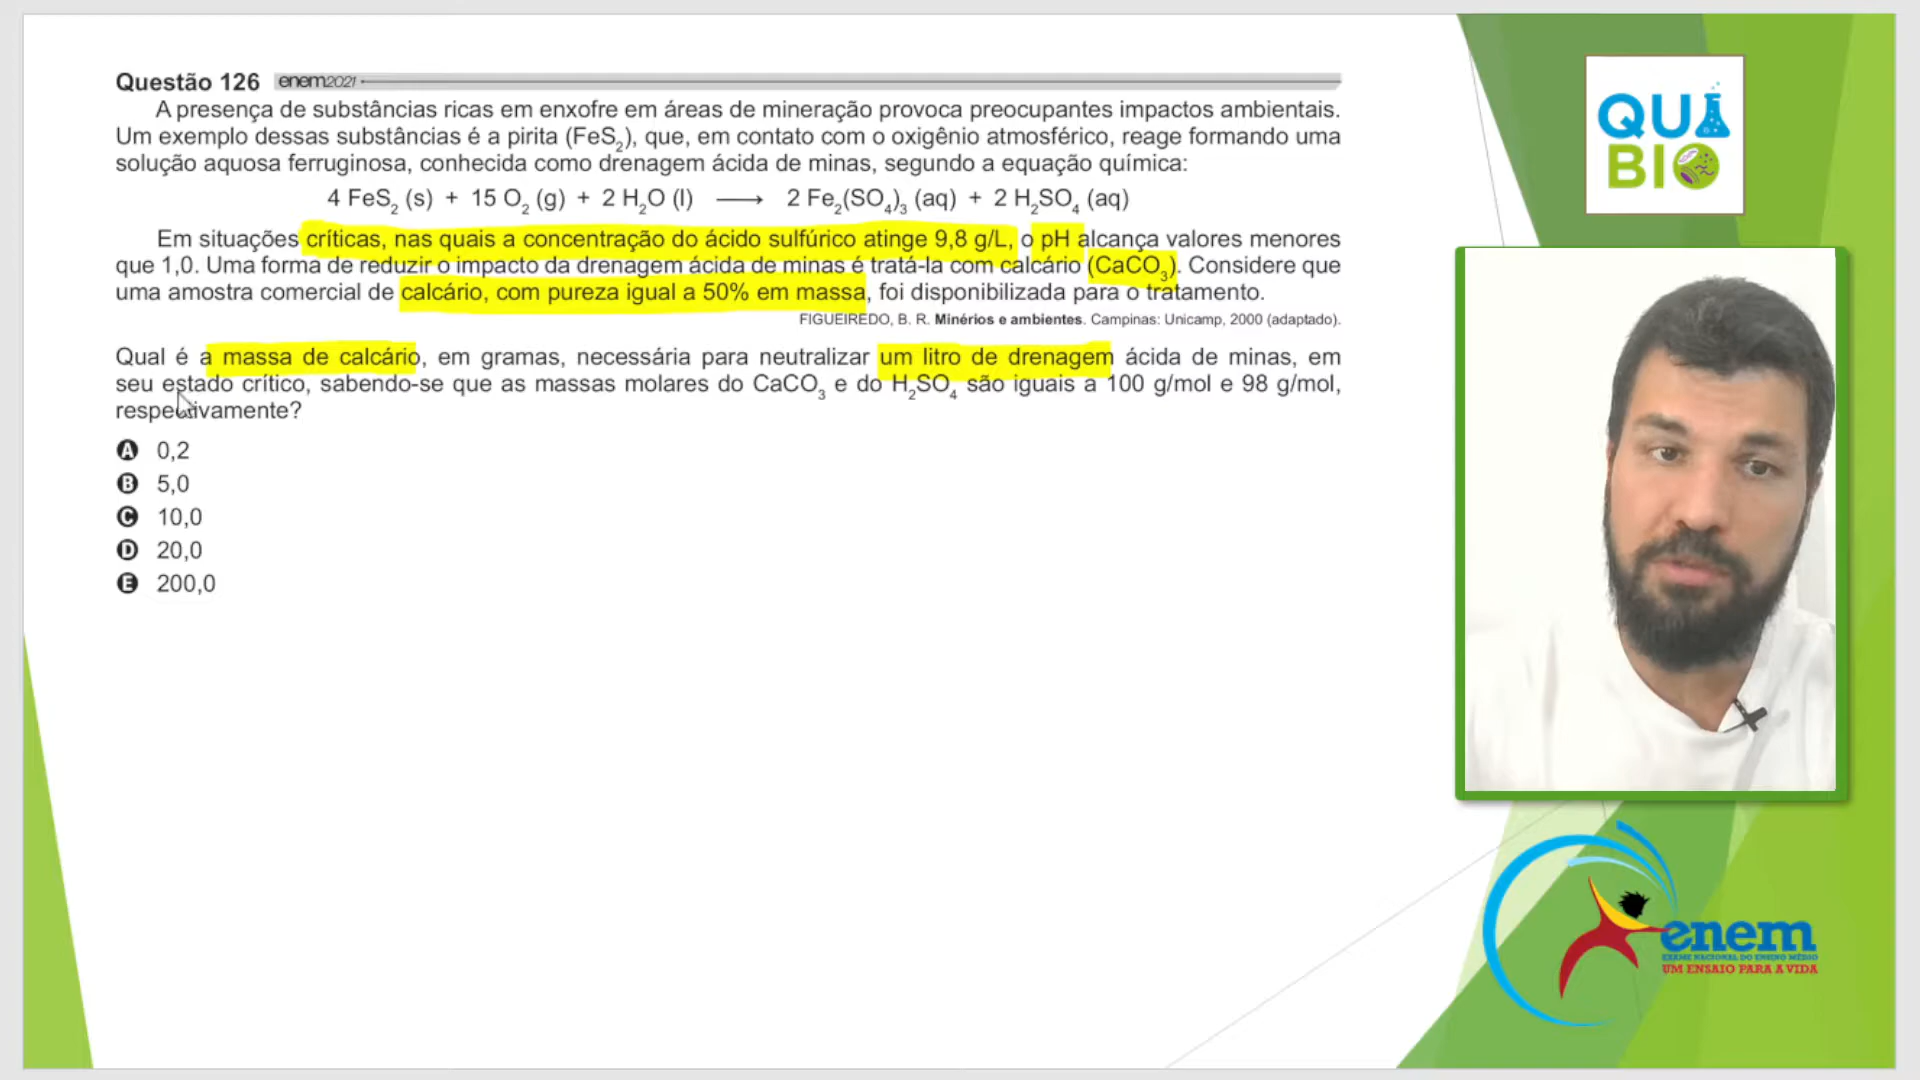 Questão 126 enem2021
A presença de substâncias ricas em enxofre em áreas de mineração provoca preocupantes impactos ambientais.
Um exemplo dessas substâncias é a pirita (FeS₂), que, em contato com o oxigênio atmosférico, reage formando uma
solução aquosa ferruginosa, conhecida como drenagem ácida de minas, segundo a equação química:
4 FeS₂ (s) + 15 O₂ (g) + 2 H₂O (l) ⟶ 2 Fe₂(SO₄)₃ (aq) + 2 H₂SO₄ (aq)
Em situações críticas, nas quais a concentração do ácido sulfúrico atinge 9,8 g/L, o pH alcança valores menores
que 1,0. Uma forma de reduzir o impacto da drenagem ácida de minas é tratá-la com calcário (CaCO₃). Considere que
uma amostra comercial de calcário, com pureza igual a 50% em massa, foi disponibilizada para o tratamento.
FIGUEIREDO, B. R. Minérios e ambientes. Campinas: Unicamp, 2000 (adaptado).
Qual é a massa de calcário, em gramas, necessária para neutralizar um litro de drenagem ácida de minas, em
seu estado crítico, sabendo-se que as massas molares do CaCO₃ e do H₂SO₄ são iguais a 100 g/mol e 98 g/mol,
respectivamente?
A 0,2
B 5,0
C 10,0
D 20,0
E 200,0
QUI
BIO
enem
EXAME NACIONAL DO ENSINO MÉDIO
UM ENSAIO PARA A VIDA